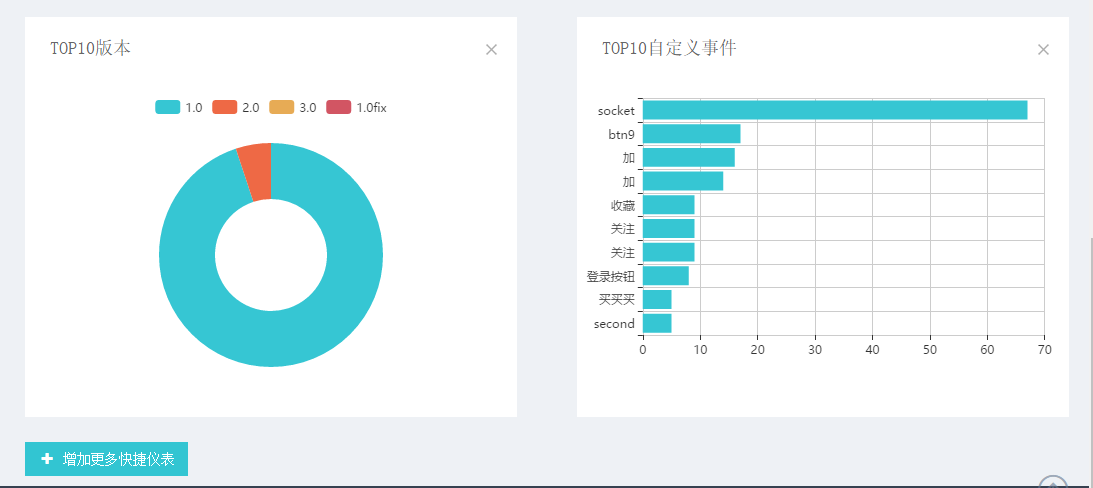 TOP10版本
1.0 2.0 3.0 1.0fix
TOP10自定义事件
socket
btn9
加
加
收藏
关注
关注
登录按钮
买买买
second
0 10 20 30 40 50 60 70
增加更多快捷仪表